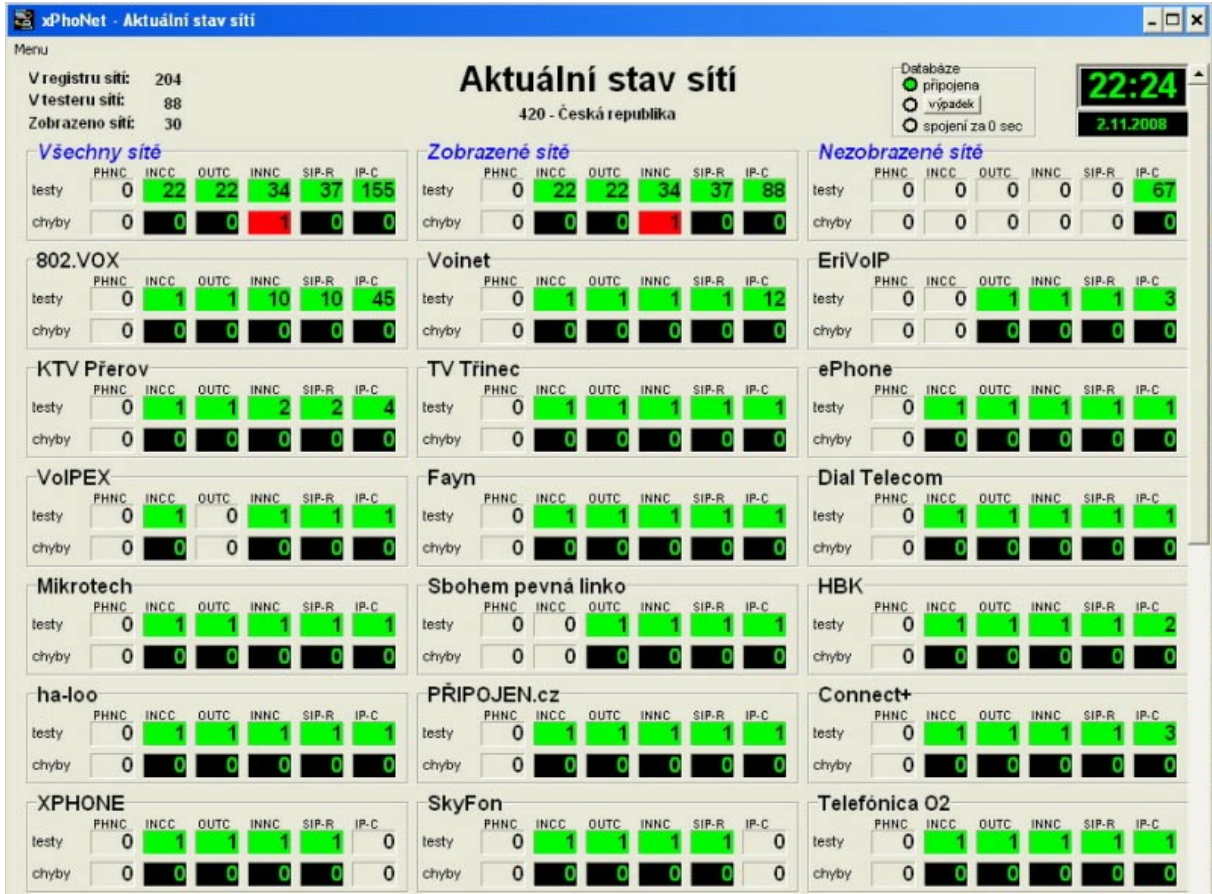 xPhoNet - Aktuální stav sítí
Menu
V registru sítí: 204
V testeru sítí: 88
Zobrazeno sítí: 30
Aktuální stav sítí
420 - Česká republika
Databáze
připojena
výpadek
spojení za 0 sec
22:24
2.11.2008
Všechny sítě Zobrazené sítě Nezobrazené sítě
PHNC INCC OUTC INNC SIP-R IP-C PHNC INCC OUTC INNC SIP-R IP-C PHNC INCC OUTC INNC SIP-R IP-C
testy 0 22 22 34 37 155 testy 0 22 22 34 37 88 testy 0 0 0 0 0 67
chyby 0 0 0 1 0 0 chyby 0 0 0 1 0 0 chyby 0 0 0 0 0 0
802.VOX Voinet EriVoIP
PHNC INCC OUTC INNC SIP-R IP-C PHNC INCC OUTC INNC SIP-R IP-C PHNC INCC OUTC INNC SIP-R IP-C
testy 0 1 1 10 10 45 testy 0 1 1 1 1 12 testy 0 0 1 1 1 3
chyby 0 0 0 0 0 0 chyby 0 0 0 0 0 0 chyby 0 0 0 0 0 0
KTV Přerov TV Třinec ePhone
PHNC INCC OUTC INNC SIP-R IP-C PHNC INCC OUTC INNC SIP-R IP-C PHNC INCC OUTC INNC SIP-R IP-C
testy 0 1 1 2 2 4 testy 0 1 1 1 1 1 testy 0 1 1 1 1 1
chyby 0 0 0 0 0 0 chyby 0 0 0 0 0 0 chyby 0 0 0 0 0 0
VoIPEX Fayn Dial Telecom
PHNC INCC OUTC INNC SIP-R IP-C PHNC INCC OUTC INNC SIP-R IP-C PHNC INCC OUTC INNC SIP-R IP-C
testy 0 1 0 1 1 1 testy 0 1 1 1 1 1 testy 0 1 1 1 1 1
chyby 0 0 0 0 0 0 chyby 0 0 0 0 0 0 chyby 0 0 0 0 0 0
Mikrotech Sbohem pevná linko HBK
PHNC INCC OUTC INNC SIP-R IP-C PHNC INCC OUTC INNC SIP-R IP-C PHNC INCC OUTC INNC SIP-R IP-C
testy 0 1 1 1 1 1 testy 0 0 1 1 1 1 testy 0 1 1 1 1 2
chyby 0 0 0 0 0 0 chyby 0 0 0 0 0 0 chyby 0 0 0 0 0 0
ha-loo PŘIPOJEN.cz Connect+
PHNC INCC OUTC INNC SIP-R IP-C PHNC INCC OUTC INNC SIP-R IP-C PHNC INCC OUTC INNC SIP-R IP-C
testy 0 1 1 1 1 1 testy 0 1 1 1 1 1 testy 0 1 1 1 1 3
chyby 0 0 0 0 0 0 chyby 0 0 0 0 0 0 chyby 0 0 0 0 0 0
XPHONE SkyFon Telefónica O2
PHNC INCC OUTC INNC SIP-R IP-C PHNC INCC OUTC INNC SIP-R IP-C PHNC INCC OUTC INNC SIP-R IP-C
testy 0 1 1 1 1 0 testy 0 1 1 1 1 0 testy 0 1 1 1 1 1
chyby 0 0 0 0 0 0 chyby 0 0 0 0 0 0 chyby 0 0 0 0 0 0